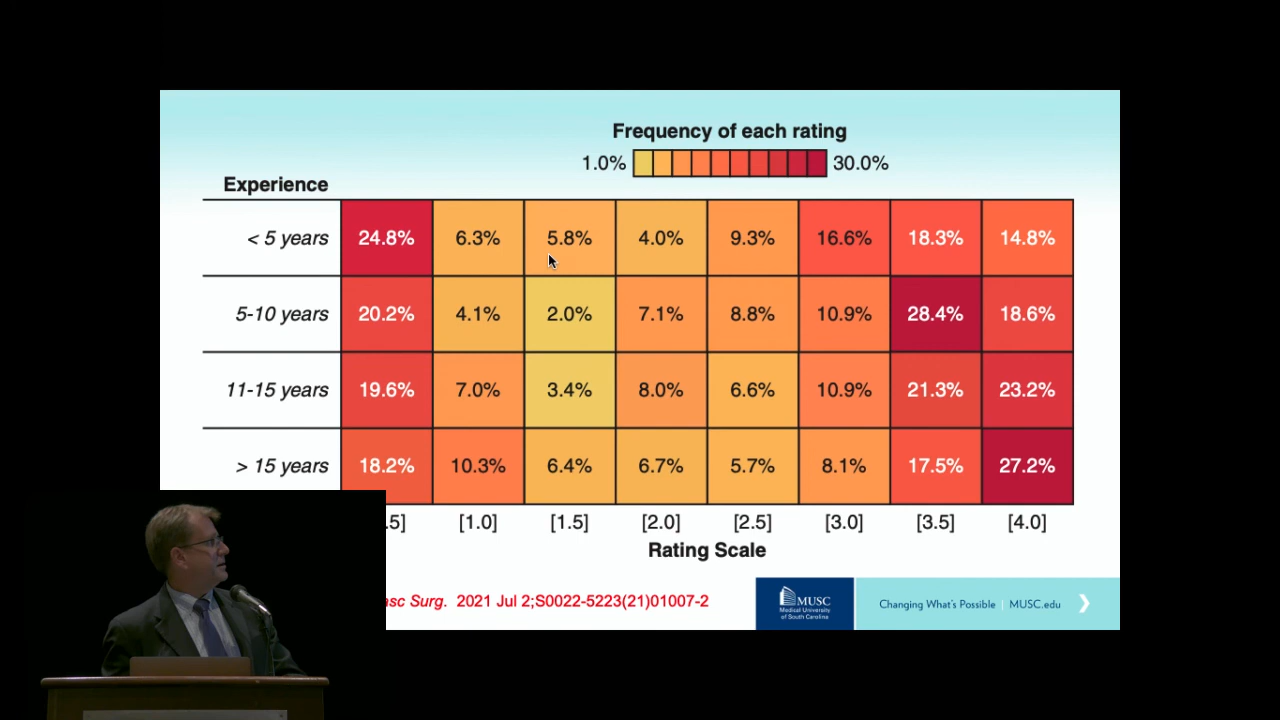 Frequency of each rating
1.0% 30.0%
Experience
< 5 years 24.8% 6.3% 5.8% 4.0% 9.3% 16.6% 18.3% 14.8%
5-10 years 20.2% 4.1% 2.0% 7.1% 8.8% 10.9% 28.4% 18.6%
11-15 years 19.6% 7.0% 3.4% 8.0% 6.6% 10.9% 21.3% 23.2%
> 15 years 18.2% 10.3% 6.4% 6.7% 5.7% 8.1% 17.5% 27.2%
.5] [1.0] [1.5] [2.0] [2.5] [3.0] [3.5] [4.0]
Rating Scale
asc Surg. 2021 Jul 2;S0022-5223(21)01007-2
MUSC
Medical University
of South Carolina
Changing What's Possible | MUSC.edu